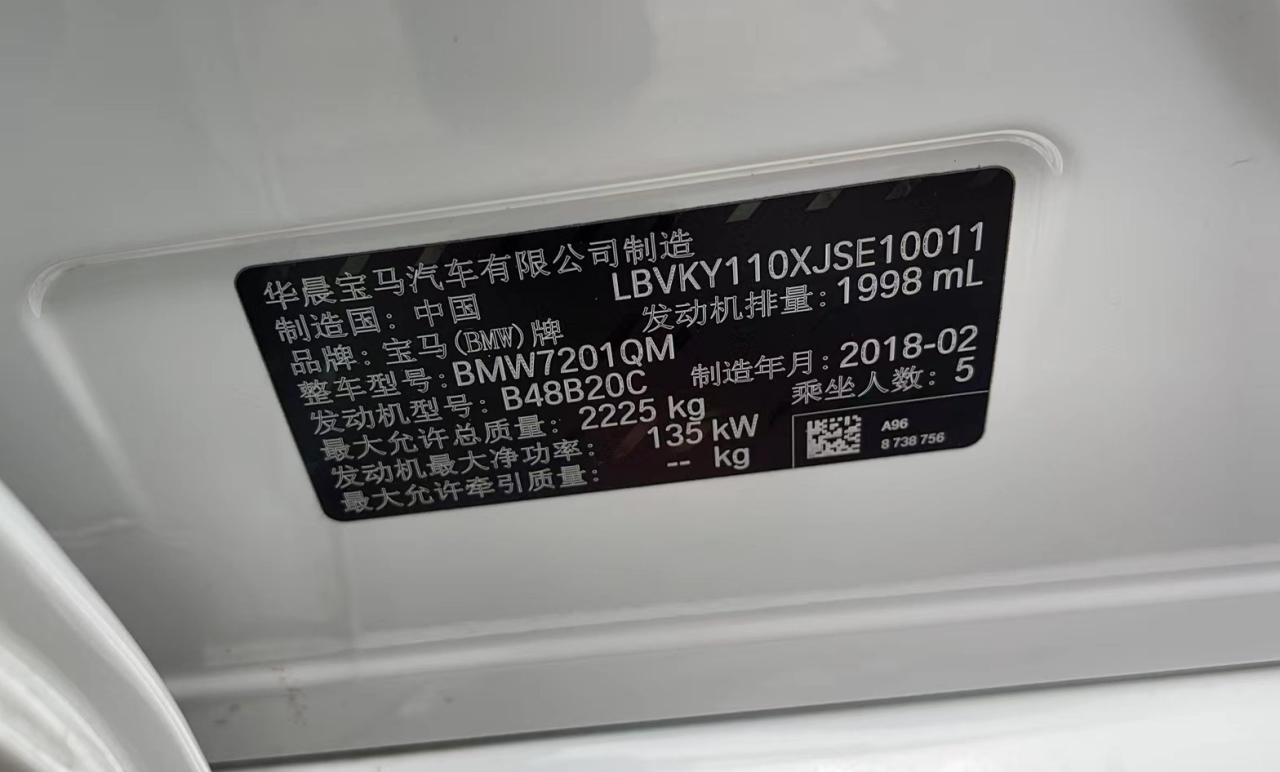 华晨宝马汽车有限公司制造
LBVKY110XJSE10011
制造国: 中国
发动机排量: 1998 mL
品牌: 宝马(BMW)牌
整车型号: BMW7201QM
制造年月: 2018-02
发动机型号: B48B20C
乘坐人数: 5
最大允许总质量: 2225 kg
发动机最大净功率: 135 kW
最大允许牵引质量: -- kg
A96
8 738 756